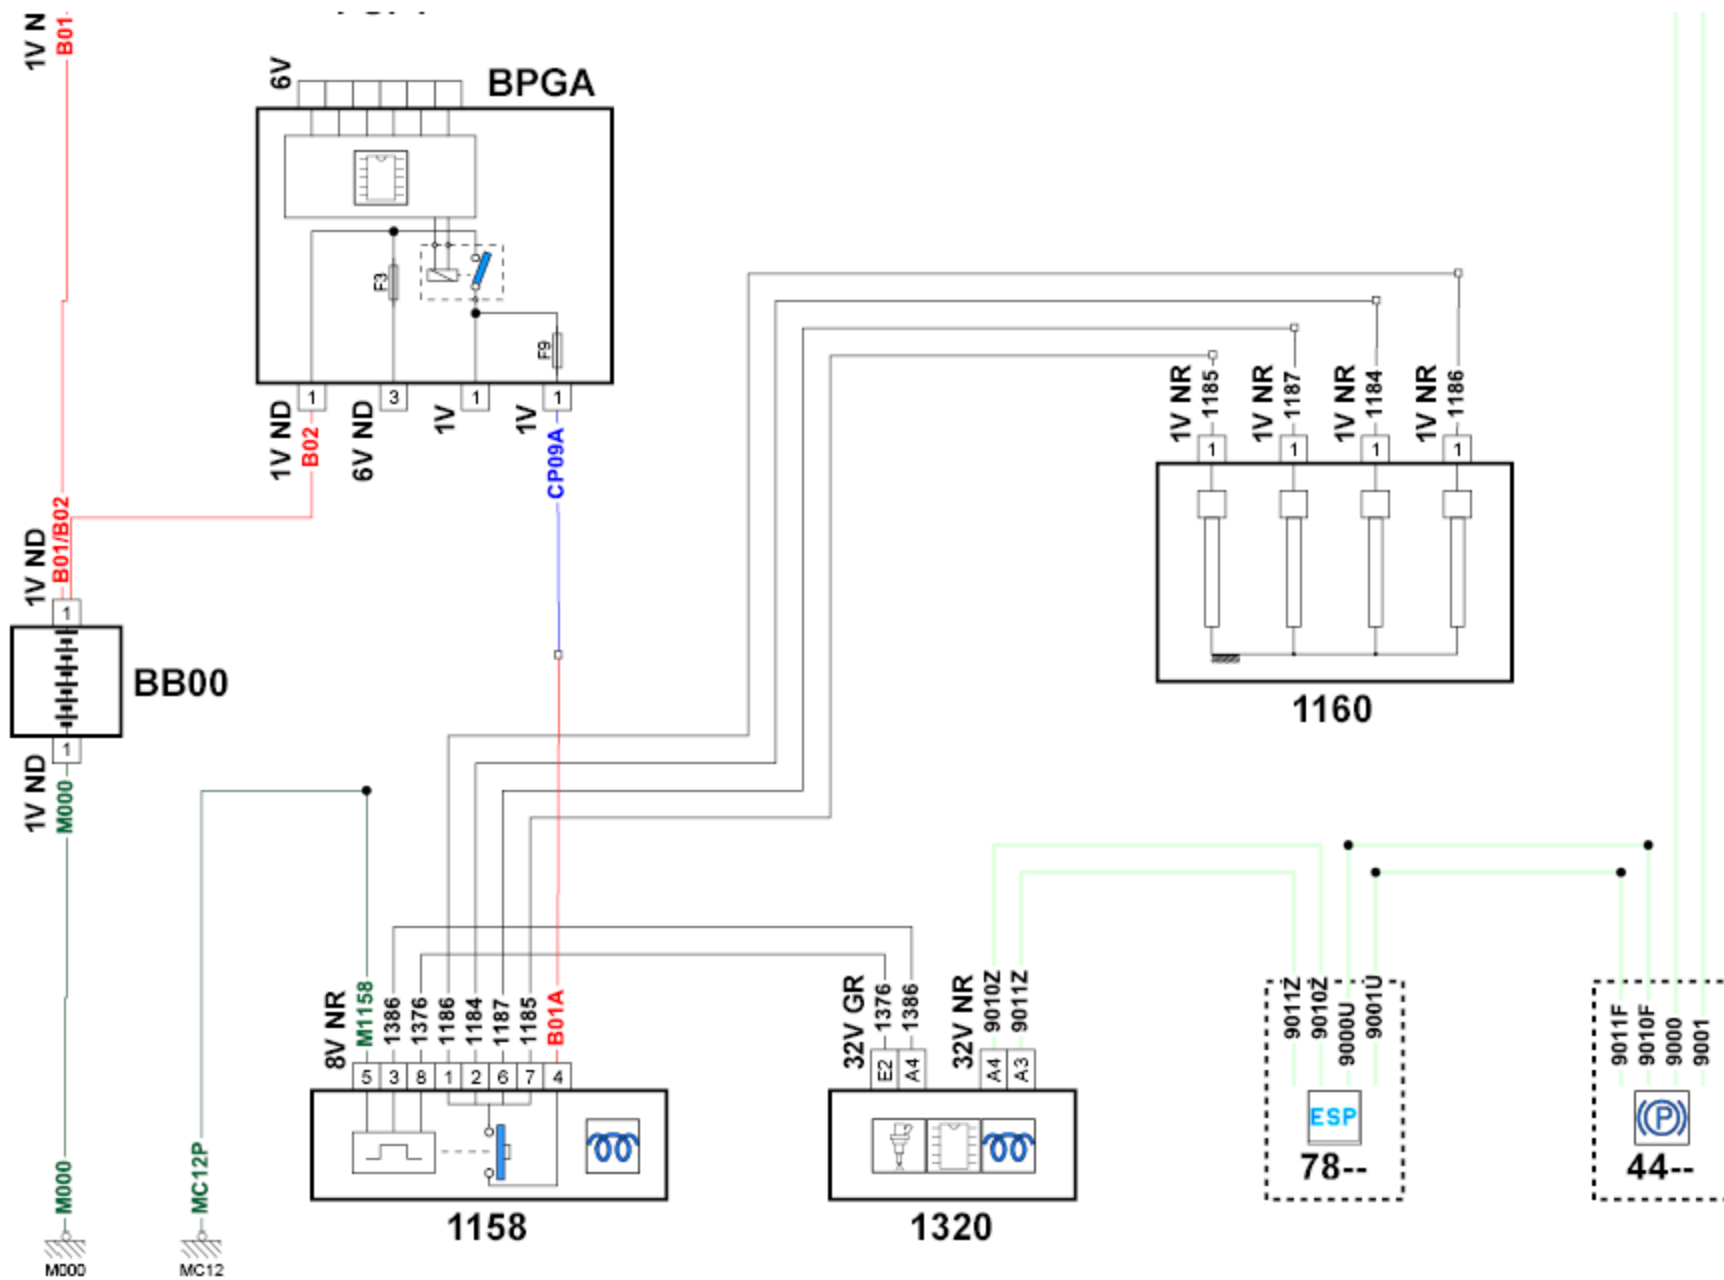 1V N
B01
6V
BPGA
F3
F9
1
3
1
1
1V ND
B02
6V ND
1V
1V
CP09A
1V NR
1185
1V NR
1187
1V NR
1184
1V NR
1186
1
1
1
1
1160
1V ND
B01/B02
1
BB00
1
1V ND
M000
8V NR
M1158
1386
1376
1186
1184
1187
1185
B01A
5
3
8
1
2
6
7
4
1158
32V GR
1376
1386
32V NR
9010Z
9011Z
E2
A4
A4
A3
1320
9011Z
9010Z
9000U
9001U
ESP
78--
9011F
9010F
9000
9001
P
44--
M000
MC12P
M000
MC12